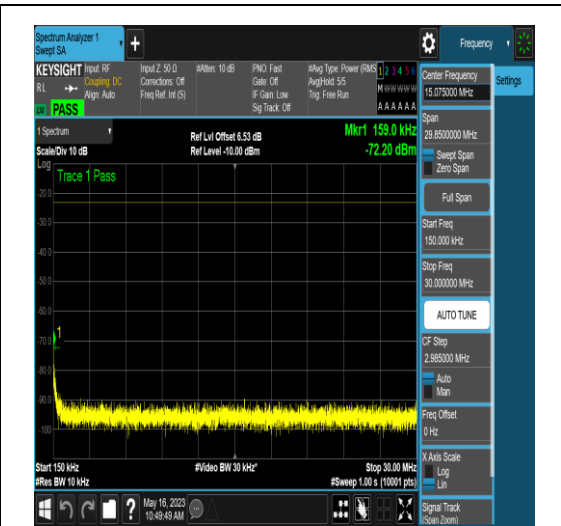 Spectrum Analyzer 1
Swept SA
+
Frequency
KEYSIGHT Input: RF
RL Coupling: DC
Align: Auto
PASS
Input Z: 50 Ω
Corrections: Off
Freq Ref: Int (S)
#Atten: 10 dB
PNO: Fast
Gate: Off
IF Gain: Low
Sig Track: Off
#Avg Type: Power (RMS
Avg|Hold: 5/5
Trig: Free Run
1 2 3 4 5 6
M W W W W W
A A A A A A
1 Spectrum
Scale/Div 10 dB
Ref Lvl Offset 6.53 dB
Ref Level -10.00 dBm
Mkr1 159.0 kHz
-72.20 dBm
Log
Trace 1 Pass
-20.0
-30.0
-40.0
-50.0
-60.0
-70.0
-80.0
-90.0
-100
1
Start 150 kHz
#Res BW 10 kHz
#Video BW 30 kHz*
Stop 30.00 MHz
#Sweep 1.00 s (10001 pts)
?
May 16, 2023
10:49:49 AM
Center Frequency
15.075000 MHz
Settings
Span
29.8500000 MHz
Swept Span
Zero Span
Full Span
Start Freq
150.000 kHz
Stop Freq
30.000000 MHz
AUTO TUNE
CF Step
2.985000 MHz
Auto
Man
Freq Offset
0 Hz
X Axis Scale
Log
Lin
Signal Track
(Span Zoom)